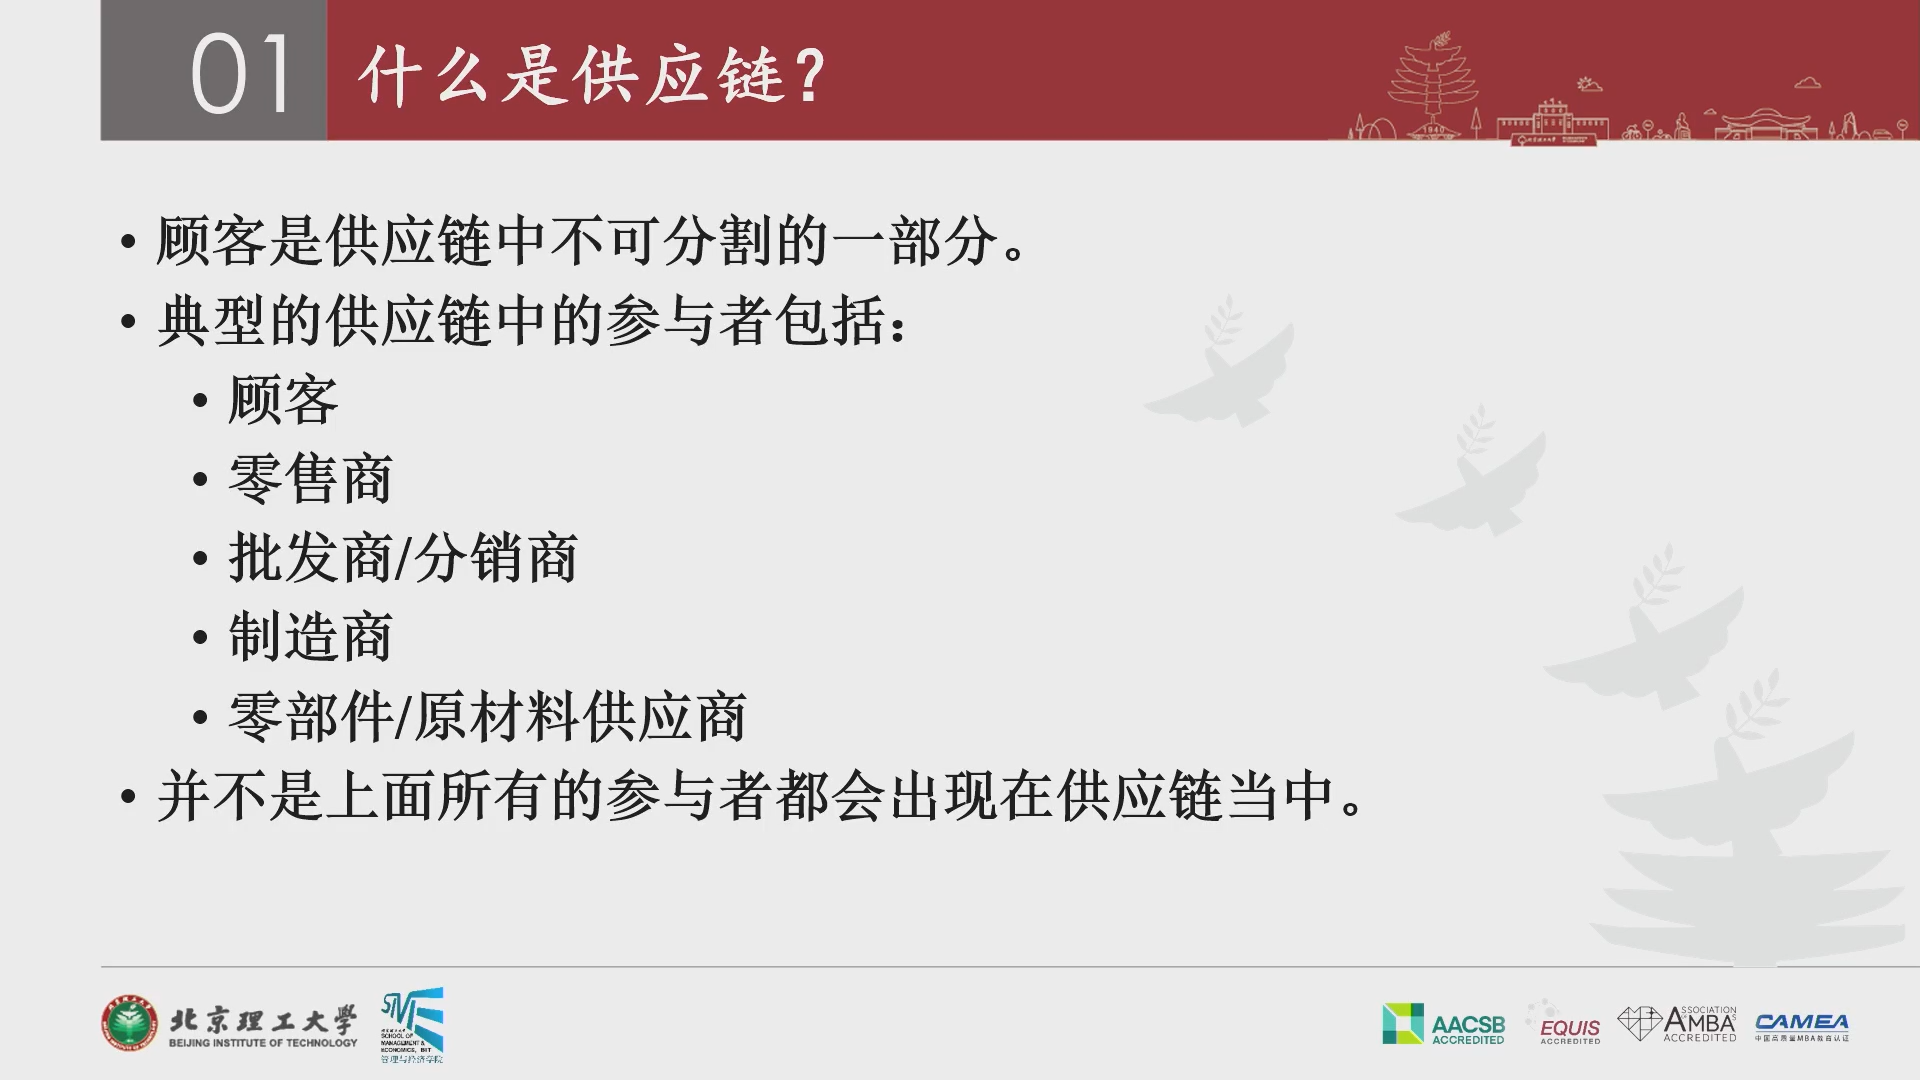 01 什么是供应链？
• 顾客是供应链中不可分割的一部分。
• 典型的供应链中的参与者包括：
• 顾客
• 零售商
• 批发商/分销商
• 制造商
• 零部件/原材料供应商
• 并不是上面所有的参与者都会出现在供应链当中。
1940
北京理工大学
BEIJING INSTITUTE OF TECHNOLOGY
SCHOOL OF
MANAGEMENT &
ECONOMICS, BIT
管理与经济学院
AACSB
ACCREDITED
EQUIS
ACCREDITED
ASSOCIATION
AMBA
ACCREDITED
CAMEA
中国高质量MBA教育认证